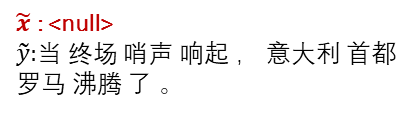 x̃ : <null>
ỹ:当 终场 哨声 响起 ， 意大利 首都
罗马 沸腾 了 。